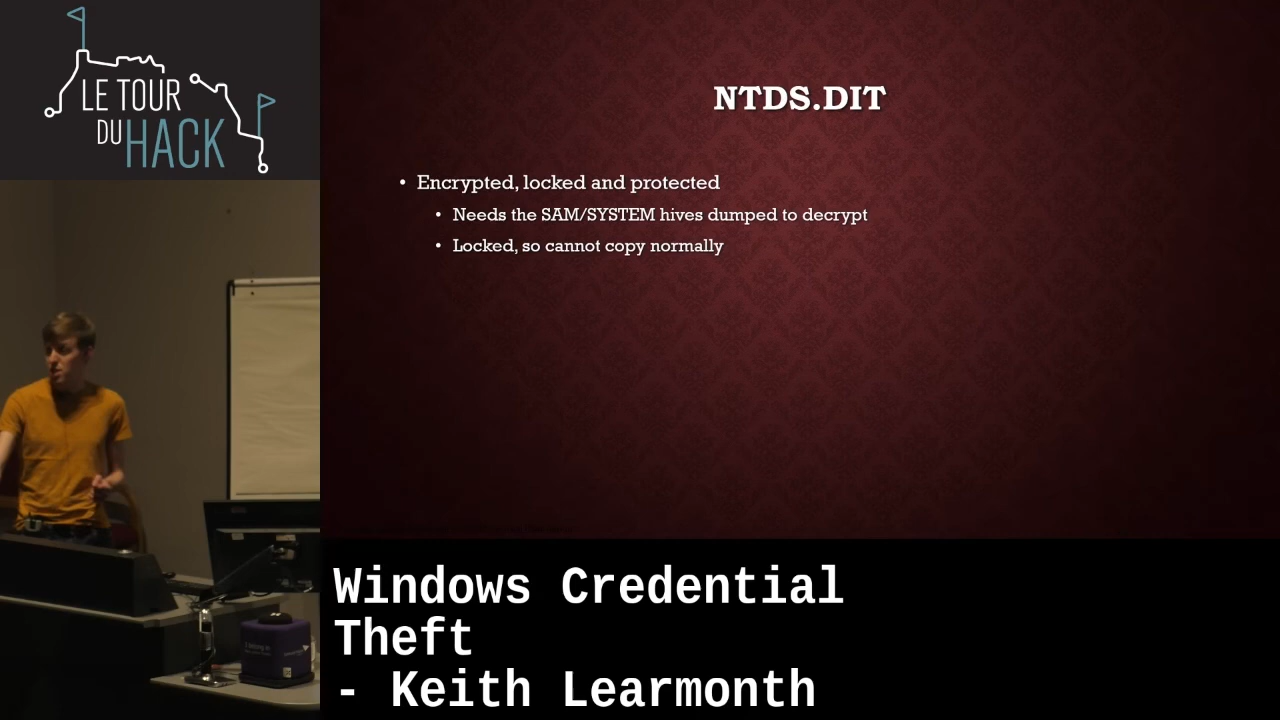 LE TOUR
DU HACK
NTDS.DIT
• Encrypted, locked and protected
• Needs the SAM/SYSTEM hives dumped to decrypt
• Locked, so cannot copy normally
Windows Credential
Theft
- Keith Learmonth